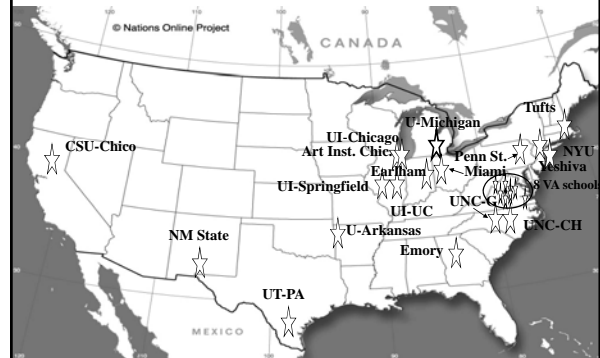 © Nations Online Project
CANADA
Tufts
U-Michigan
UI-Chicago
CSU-Chico
Art Inst. Chic.
Penn St.
NYU
Earlham
Miami
Yeshiva
UI-Springfield
8 VA schools
UNC-G
UI-UC
UNC-CH
U-Arkansas
NM State
Emory
UT-PA
MEXICO